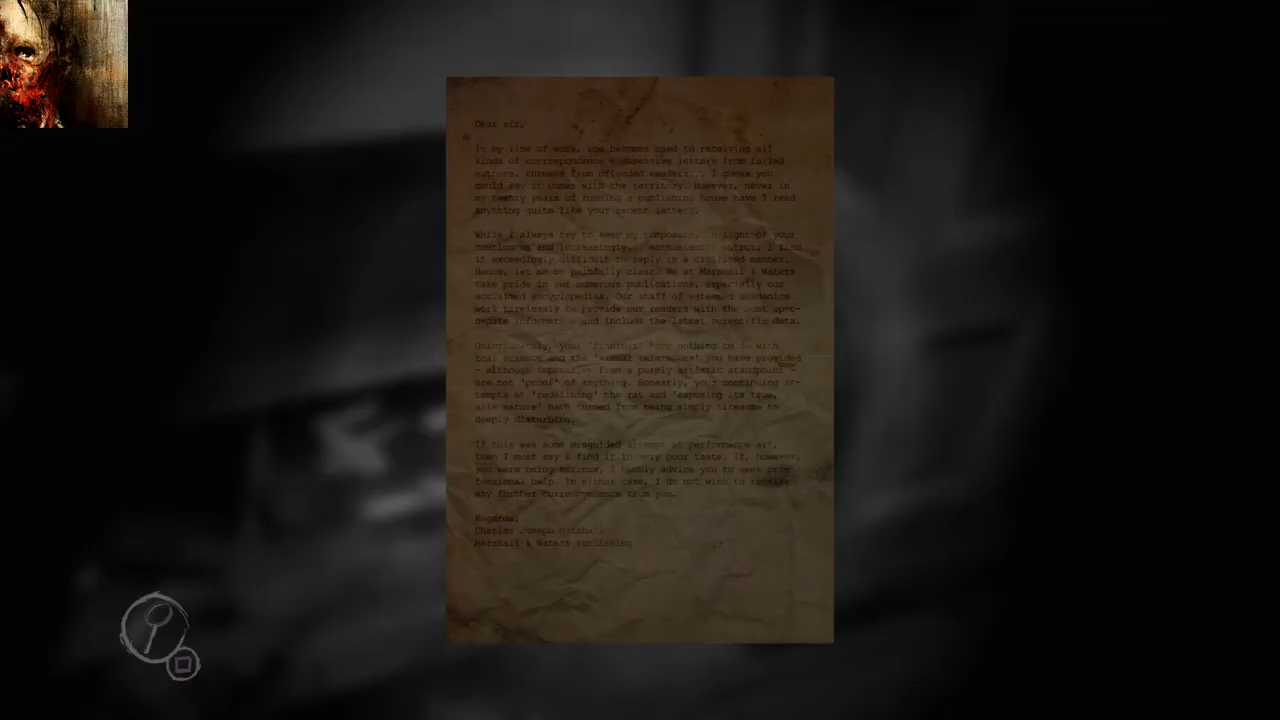 Dear sir,
In my line of work, one becomes used to receiving all
kinds of correspondence - obsessive letters from failed
authors, threats from offended readers... I guess you
could say it comes with the territory. However, never in
my twenty years of running a publishing house have I read
anything quite like your recent letters.
While I always try to keep my composure, in light of your
continuous and increasingly... enthusiastic output, I find
it exceedingly difficult to reply in a civilized manner.
Hence, let me be painfully clear. We at Marshall & Waters
take pride in our numerous publications, especially our
acclaimed encyclopedias. Our staff of esteemed academics
work tirelessly to provide our readers with the most up-t-
o-date information and include the latest scientific data.
Unfortunately, your 'findings' have nothing to do with
real science and the 'visual references' you have provided
- although impressive from a purely artistic standpoint -
are not 'proof' of anything. Honestly, your continuing at-
tempts at 'redefining' the rat and 'exposing its true,
vile nature' have turned from being simply tiresome to
deeply disturbing.
If this was some misguided attempt at performance art,
then I must say I find it in very poor taste. If, however,
you were being serious, I humbly advice you to seek prof-
fessional help. In either case, I do not wish to receive
any further correspondence from you.
Regards,
Charles Joseph Marshall
Marshall & Waters Publishing